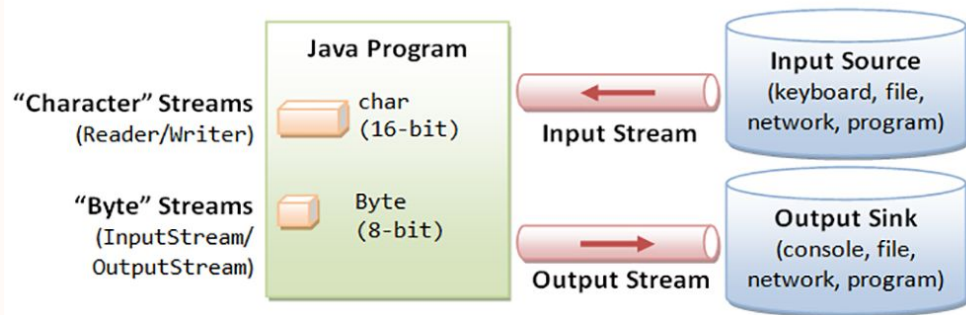 Java Program
"Character" Streams
(Reader/Writer)
char
(16-bit)
"Byte" Streams
(InputStream/
OutputStream)
Byte
(8-bit)
Input Stream
Output Stream
Input Source
(keyboard, file,
network, program)
Output Sink
(console, file,
network, program)